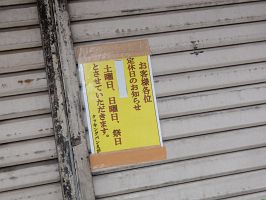 お客様各位
定休日のお知らせ
土曜日、日曜日、祭日
とさせていただきます。